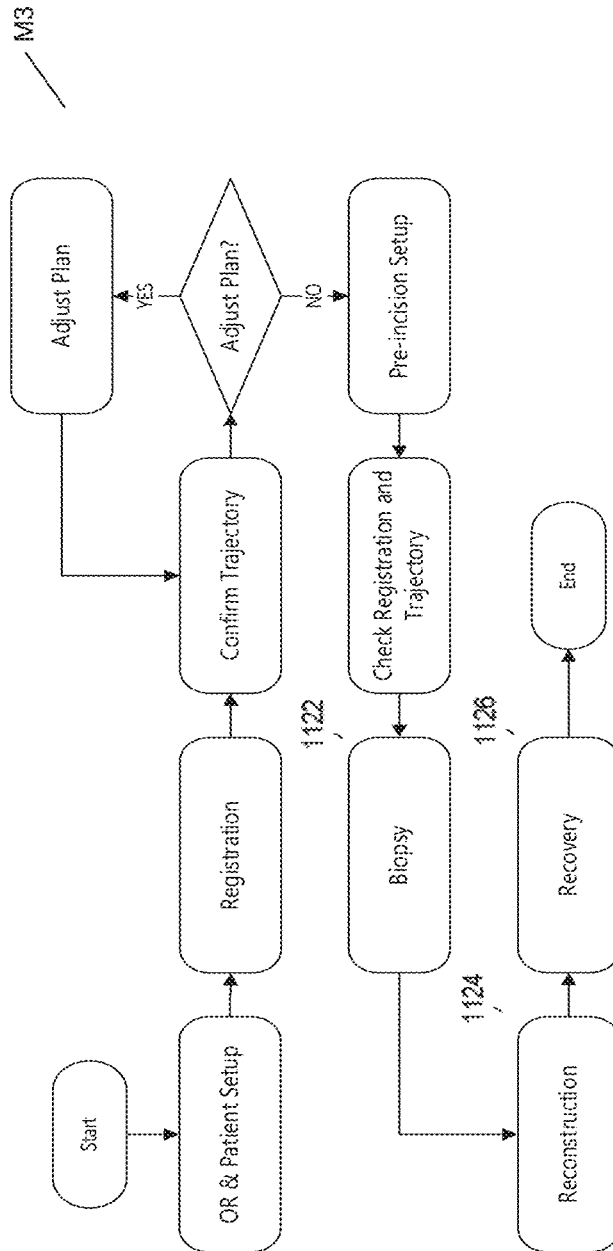 M3
Start
OR & Patient Setup
Registration
Confirm Trajectory
Adjust Plan?
YES
Adjust Plan
NO
Pre-incision Setup
Check Registration and
Trajectory
1122
Biopsy
1124
Reconstruction
1126
Recovery
End